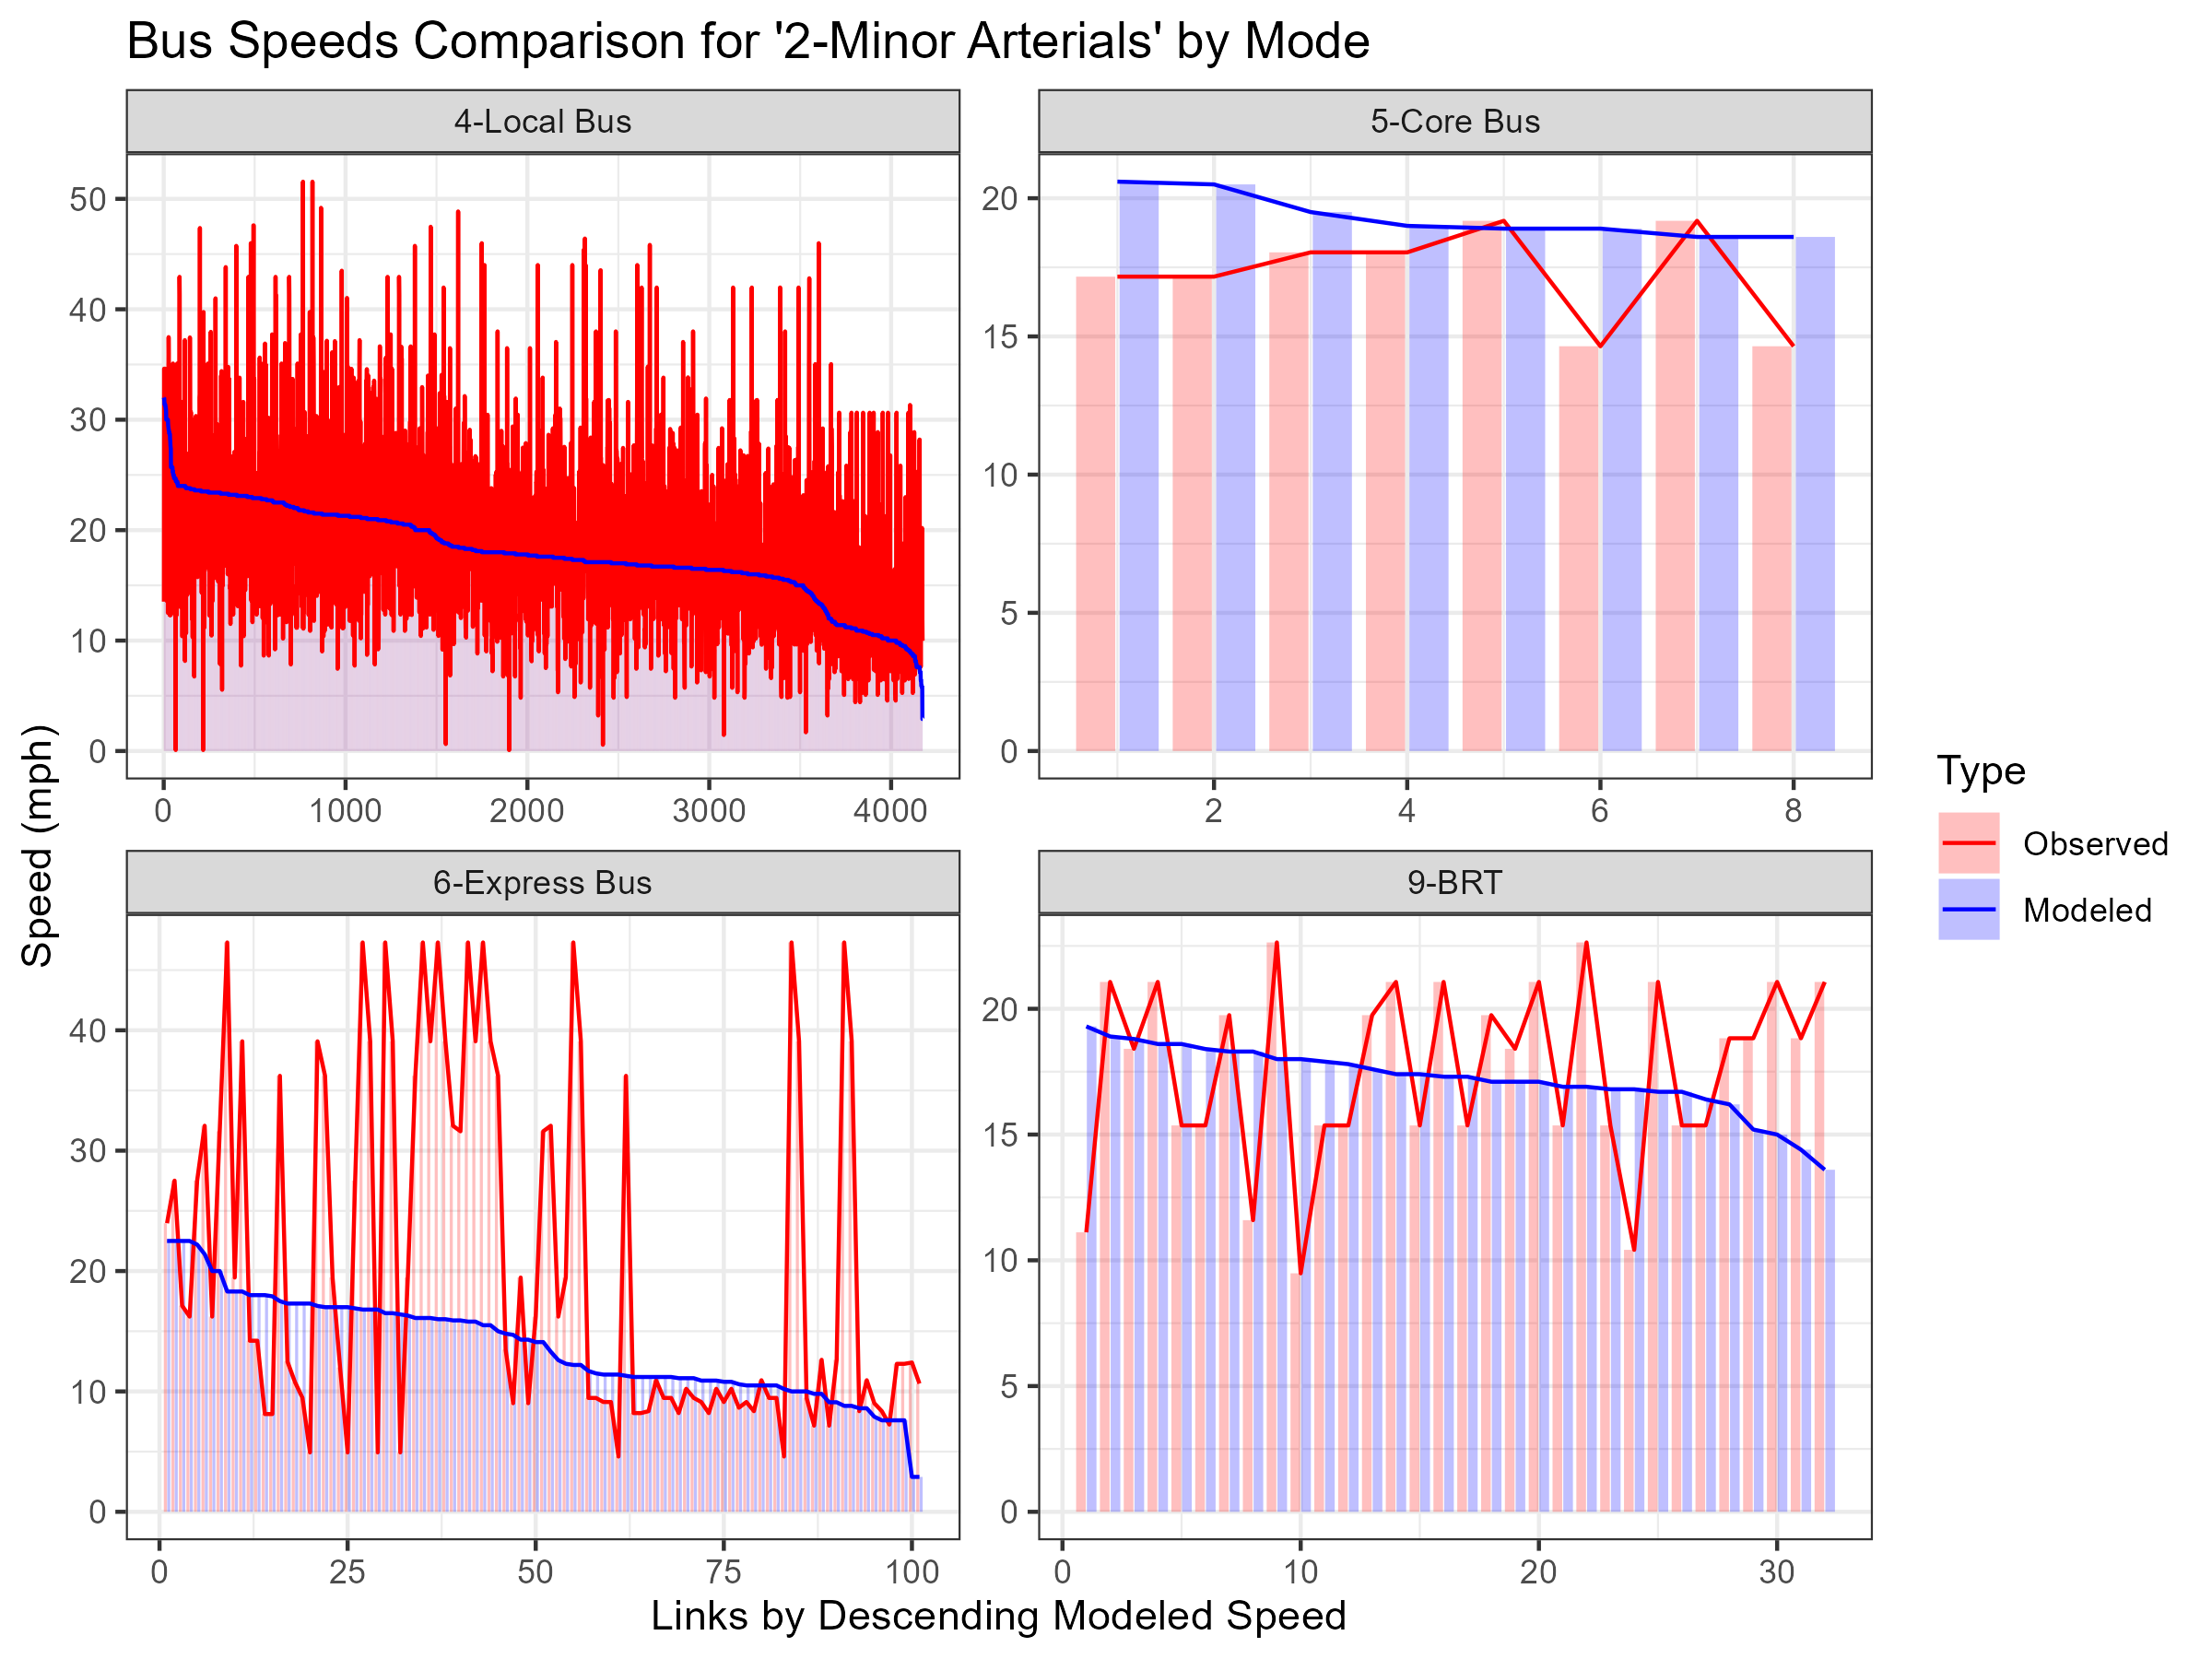 Bus Speeds Comparison for '2-Minor Arterials' by Mode
4-Local Bus
50
40
30
20
10
0
0 1000 2000 3000 4000
5-Core Bus
20
15
10
5
0
2 4 6 8
6-Express Bus
40
30
20
10
0
0 25 50 75 100
9-BRT
20
15
10
5
0
0 10 20 30
Speed (mph)
Links by Descending Modeled Speed
Type
Observed
Modeled